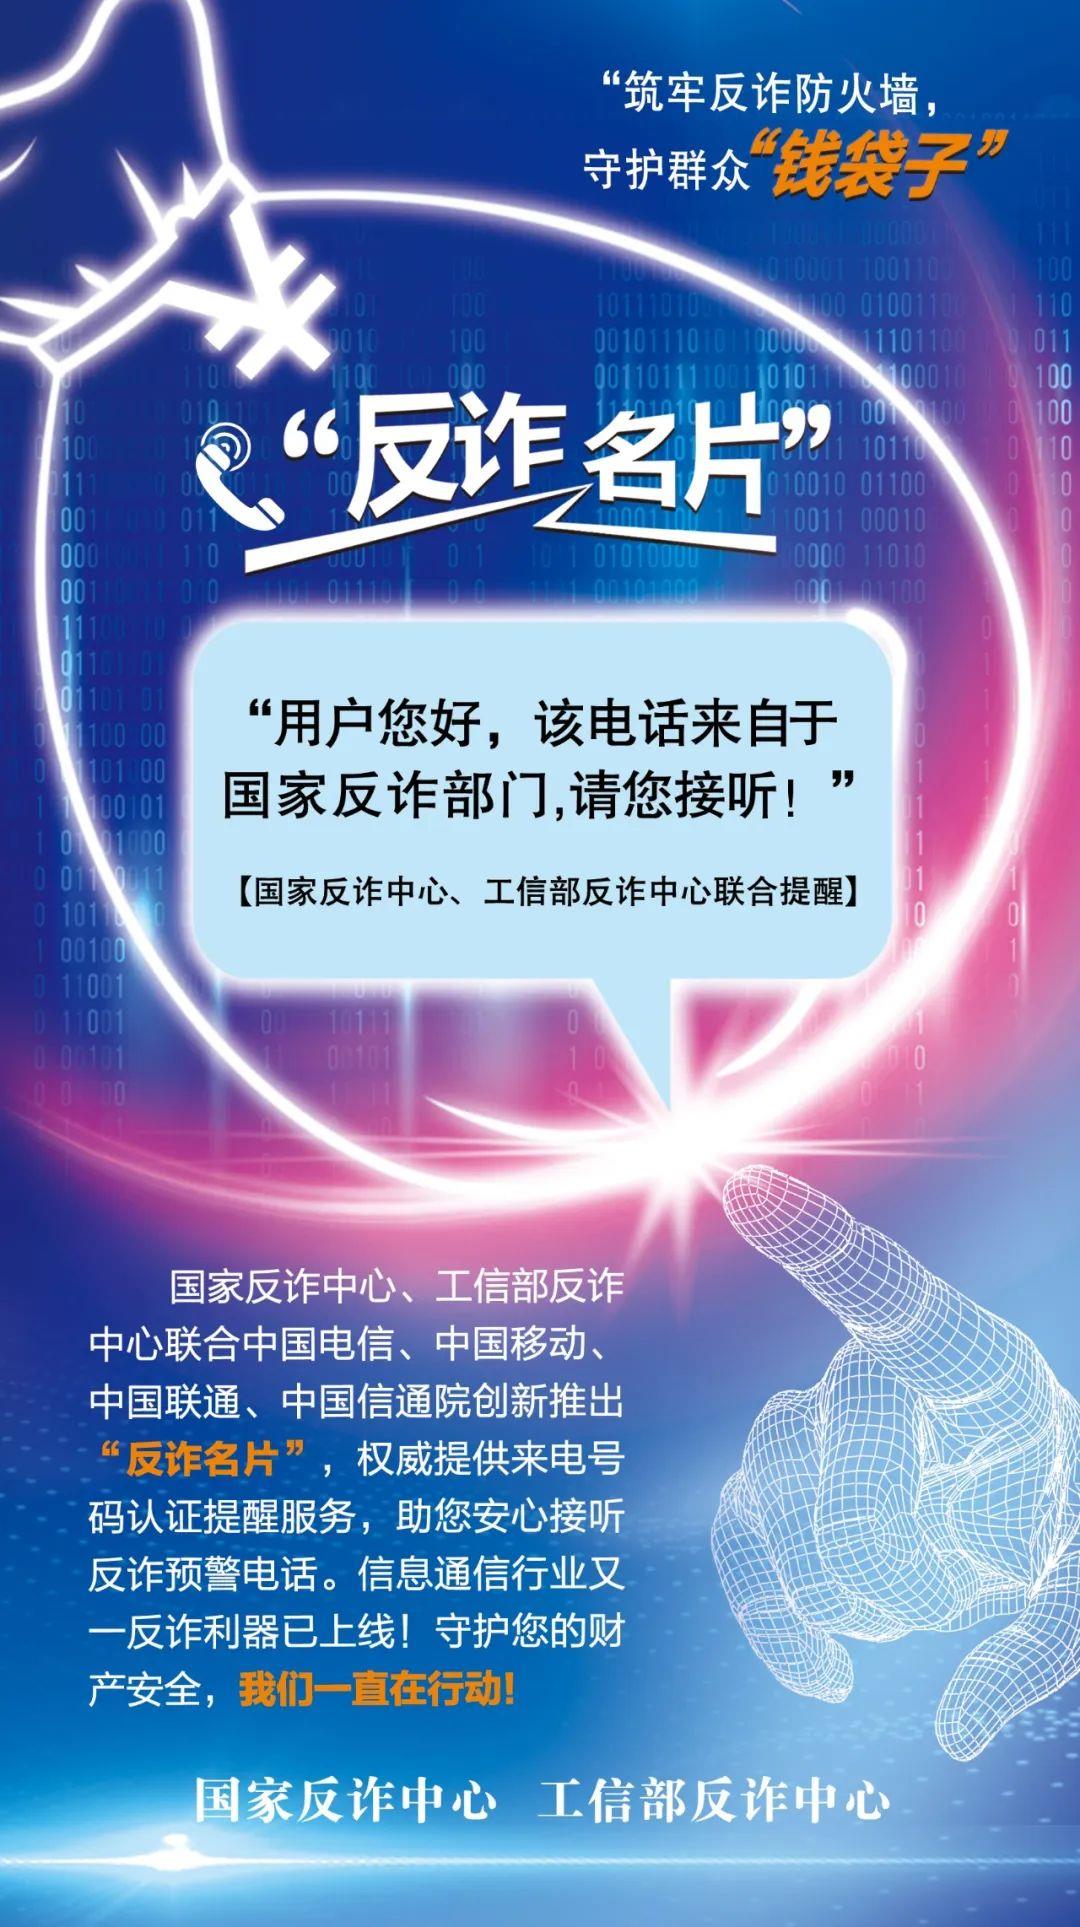 “筑牢反诈防火墙，
守护群众“钱袋子”
“反诈名片”
“用户您好，该电话来自于
国家反诈部门,请您接听！”
【国家反诈中心、工信部反诈中心联合提醒】
国家反诈中心、工信部反诈
中心联合中国电信、中国移动、
中国联通、中国信通院创新推出
“反诈名片”，权威提供来电号
码认证提醒服务，助您安心接听
反诈预警电话。信息通信行业又
一反诈利器已上线！守护您的财
产安全，我们一直在行动!
国家反诈中心 工信部反诈中心